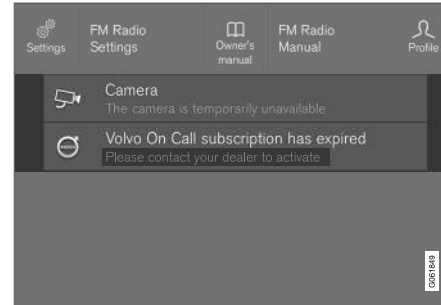 Settings
FM Radio
Settings
Owner's
manual
FM Radio
Manual
Profile
Camera
The camera is temporarily unavailable
Volvo On Call subscription has expired
Please contact your dealer to activate
G061849